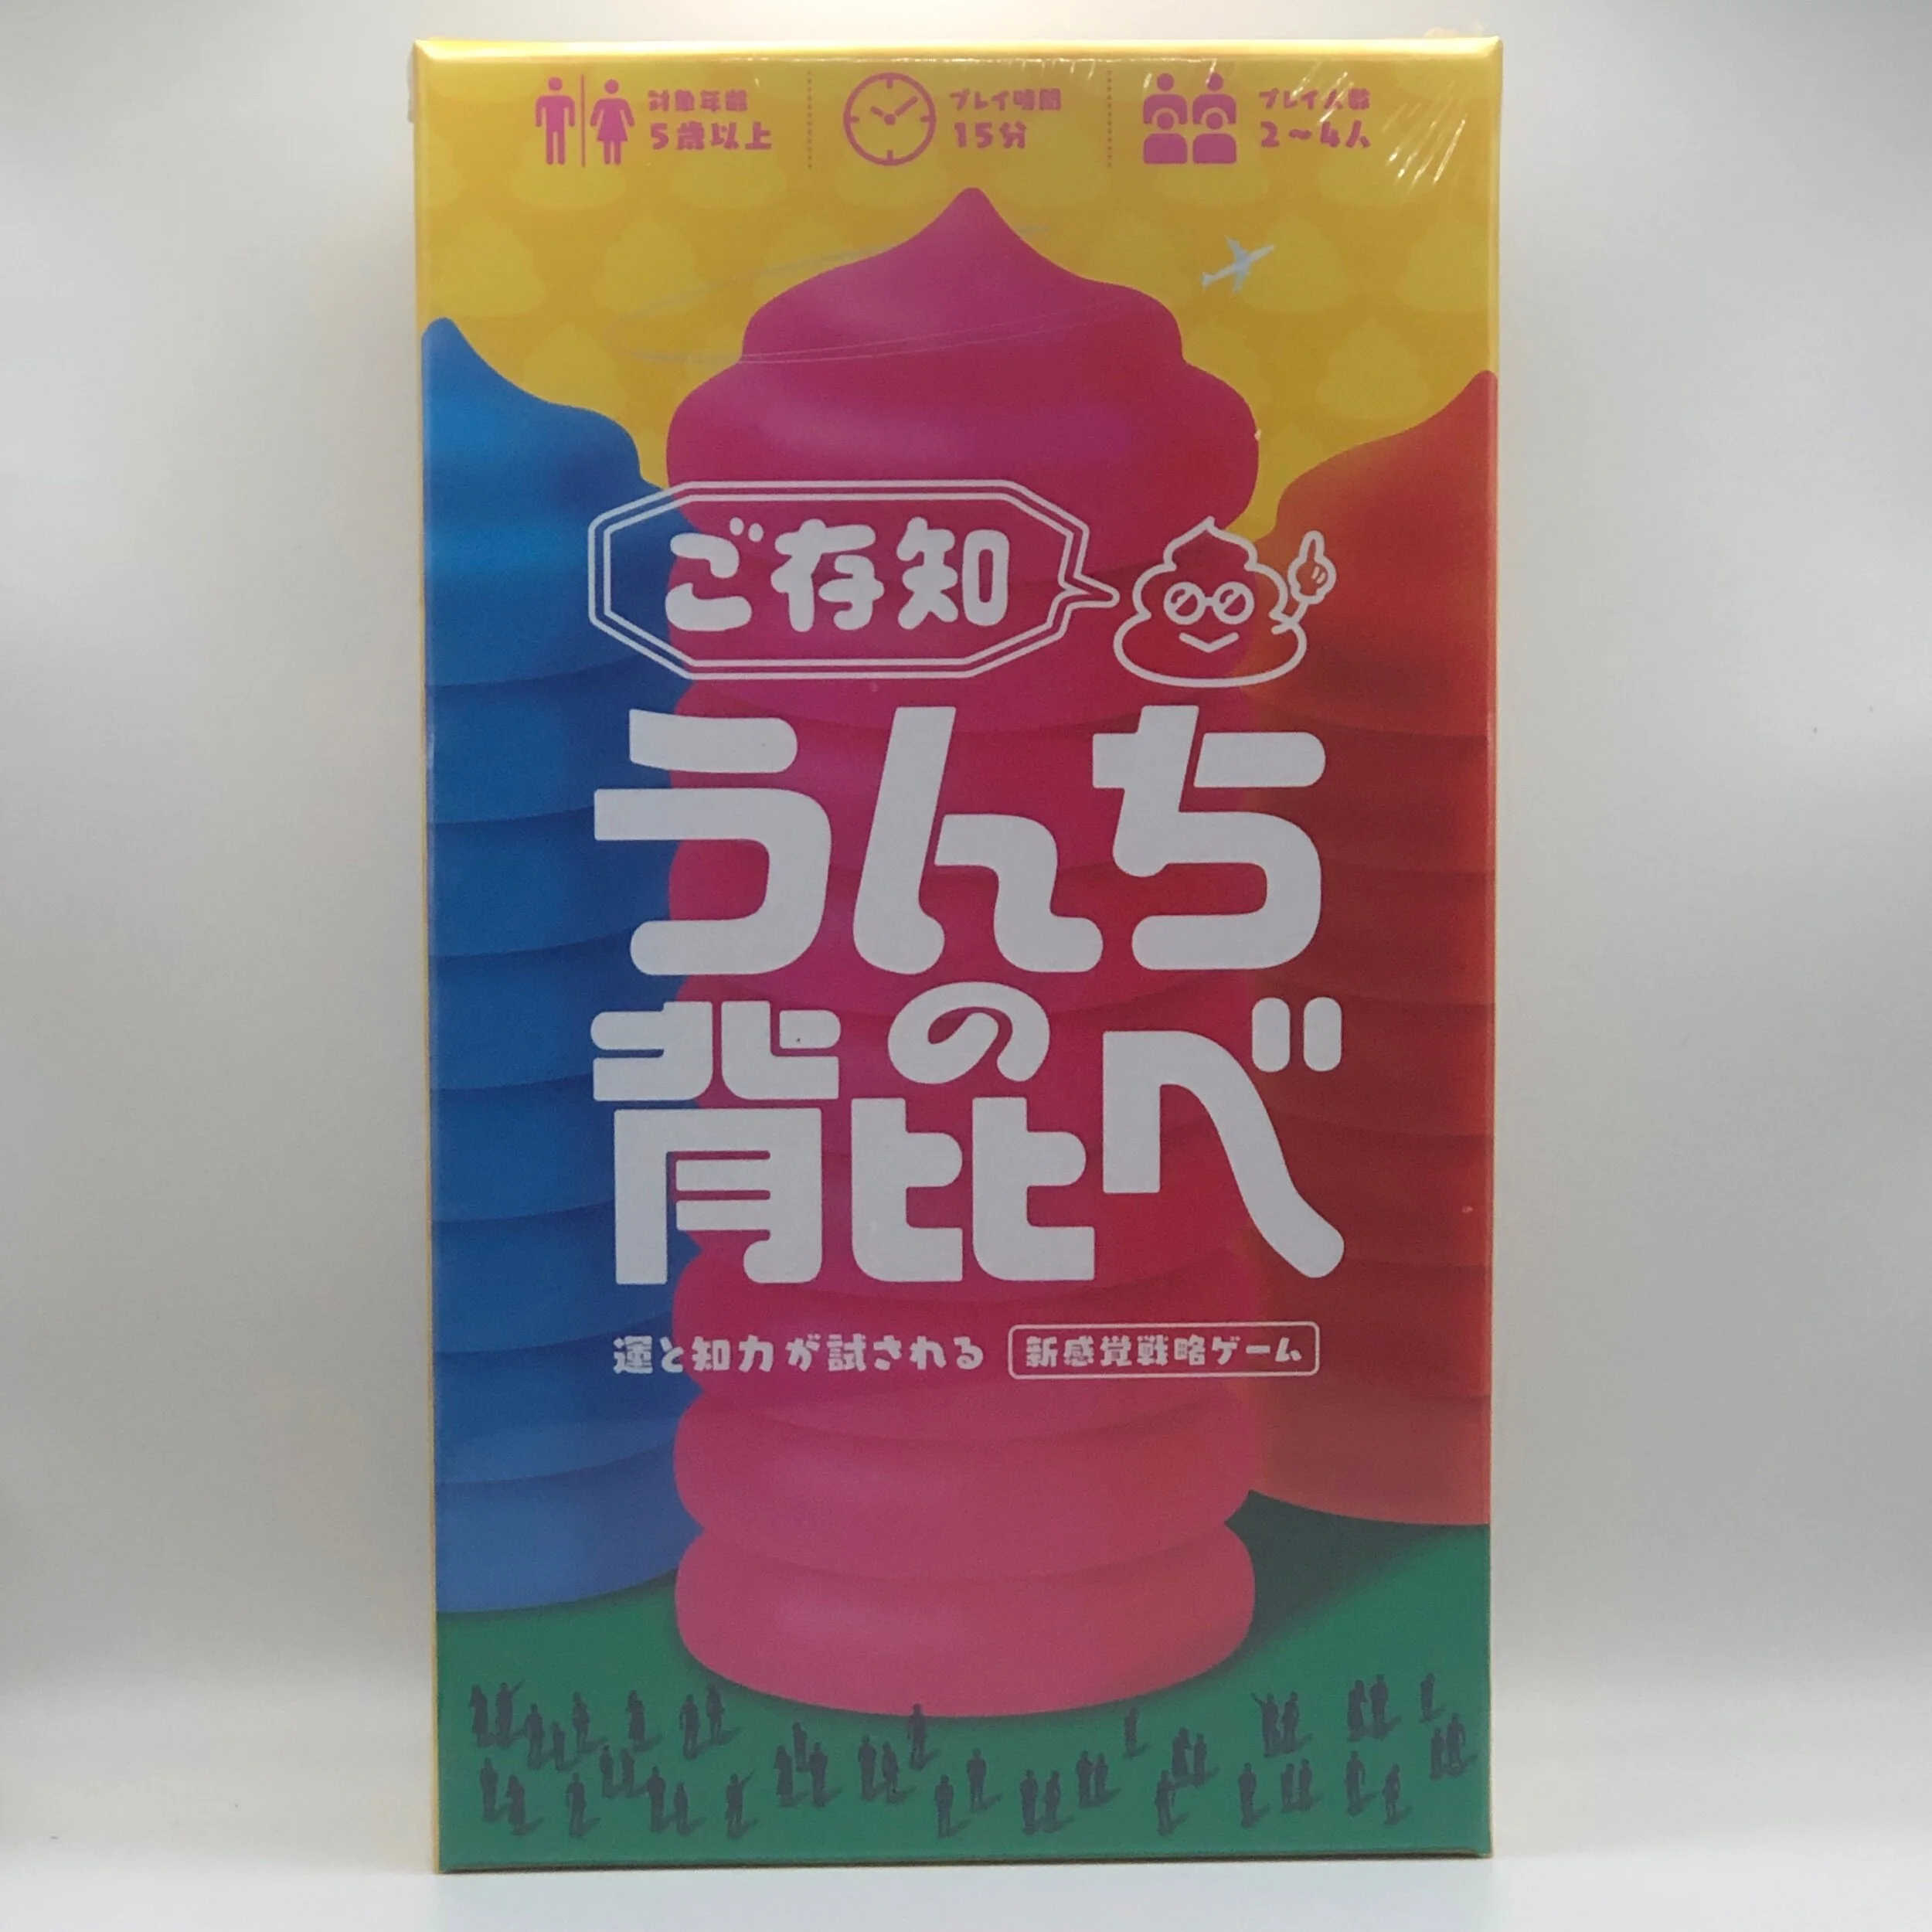 対象年齢
5歳以上
プレイ時間
15分
プレイ人数
2〜4人
ご存知
うんち
の
背比べ
運と知力が試される 新感覚戦略ゲーム